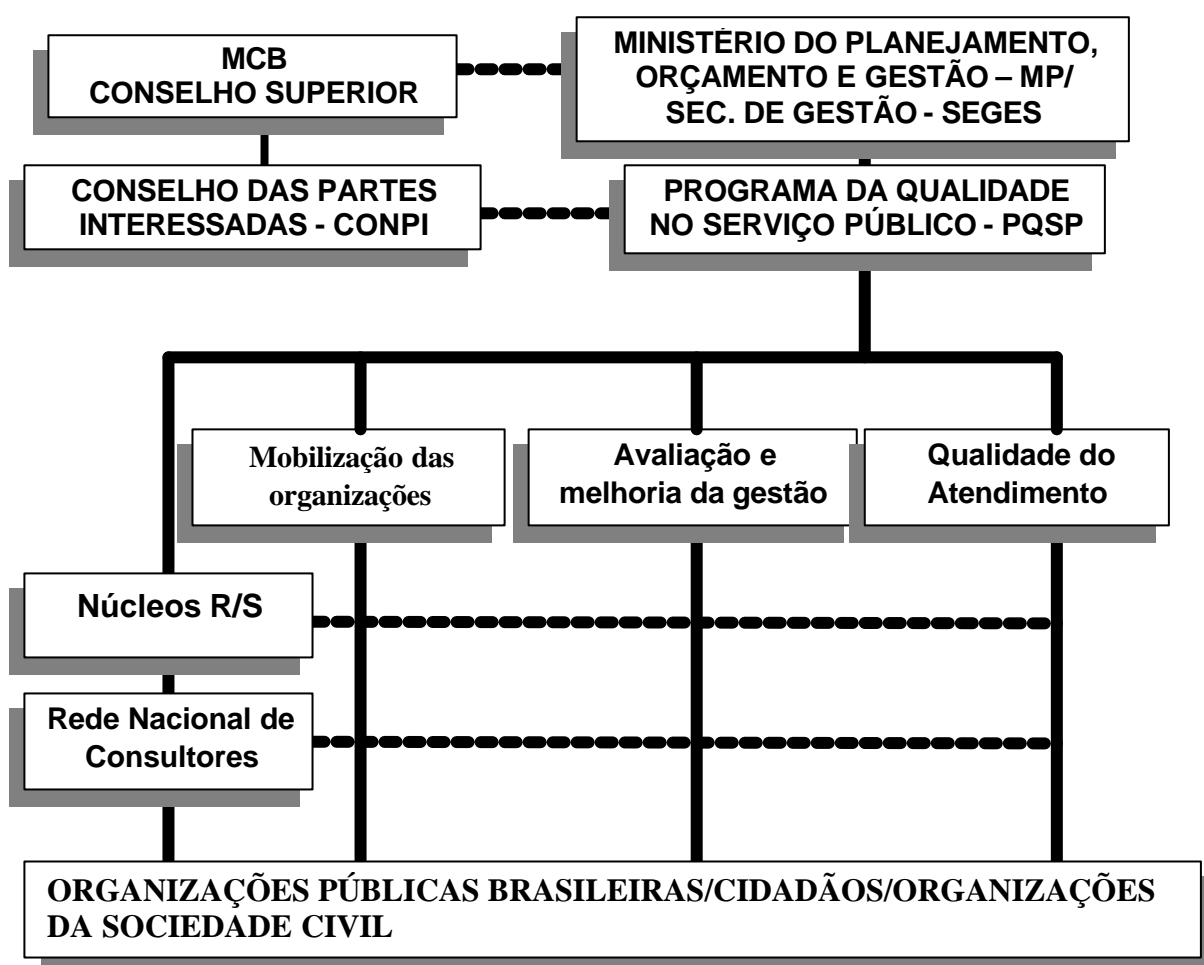 MCB
CONSELHO SUPERIOR
MINISTÉRIO DO PLANEJAMENTO,
ORÇAMENTO E GESTÃO – MP/
SEC. DE GESTÃO - SEGES
CONSELHO DAS PARTES
INTERESSADAS - CONPI
PROGRAMA DA QUALIDADE
NO SERVIÇO PÚBLICO - PQSP
Mobilização das
organizações
Avaliação e
melhoria da gestão
Qualidade do
Atendimento
Núcleos R/S
Rede Nacional de
Consultores
ORGANIZAÇÕES PÚBLICAS BRASILEIRAS/CIDADÃOS/ORGANIZAÇÕES
DA SOCIEDADE CIVIL